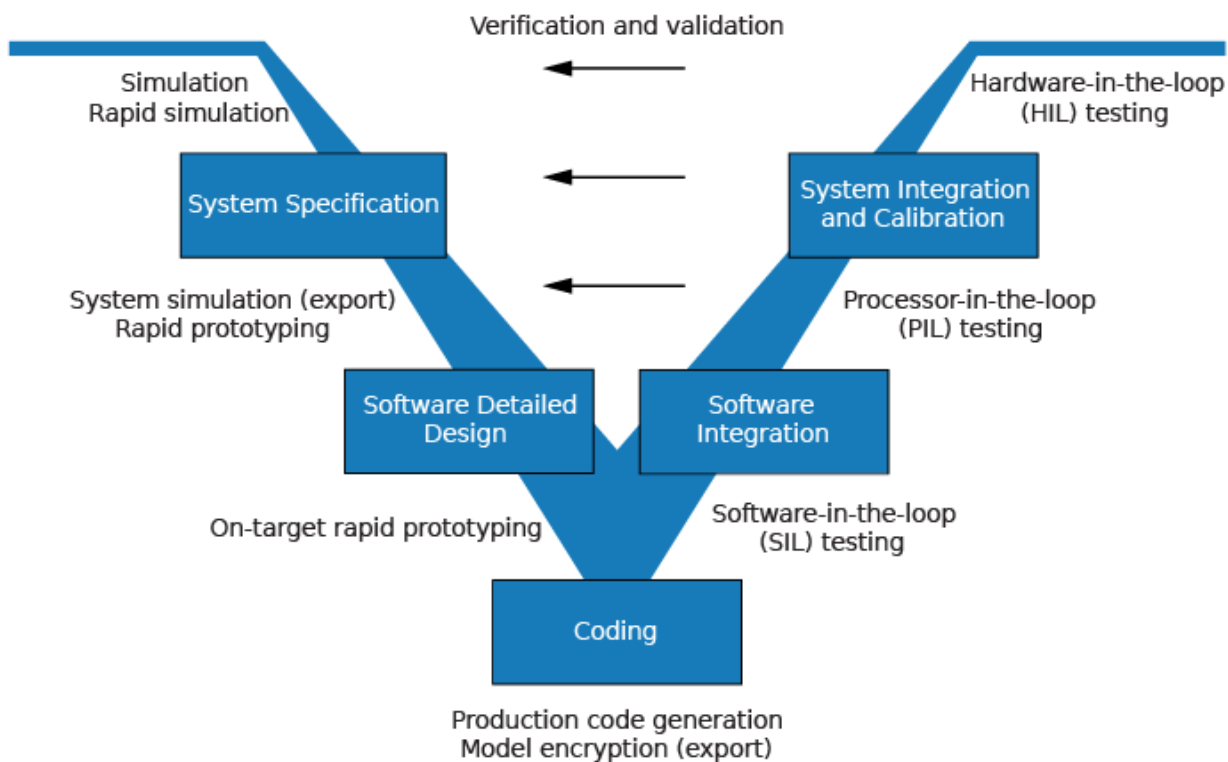 Verification and validation
Simulation
Rapid simulation
Hardware-in-the-loop
(HIL) testing
System Specification
System Integration
and Calibration
System simulation (export)
Rapid prototyping
Processor-in-the-loop
(PIL) testing
Software Detailed
Design
Software
Integration
On-target rapid prototyping
Software-in-the-loop
(SIL) testing
Coding
Production code generation
Model encryption (export)